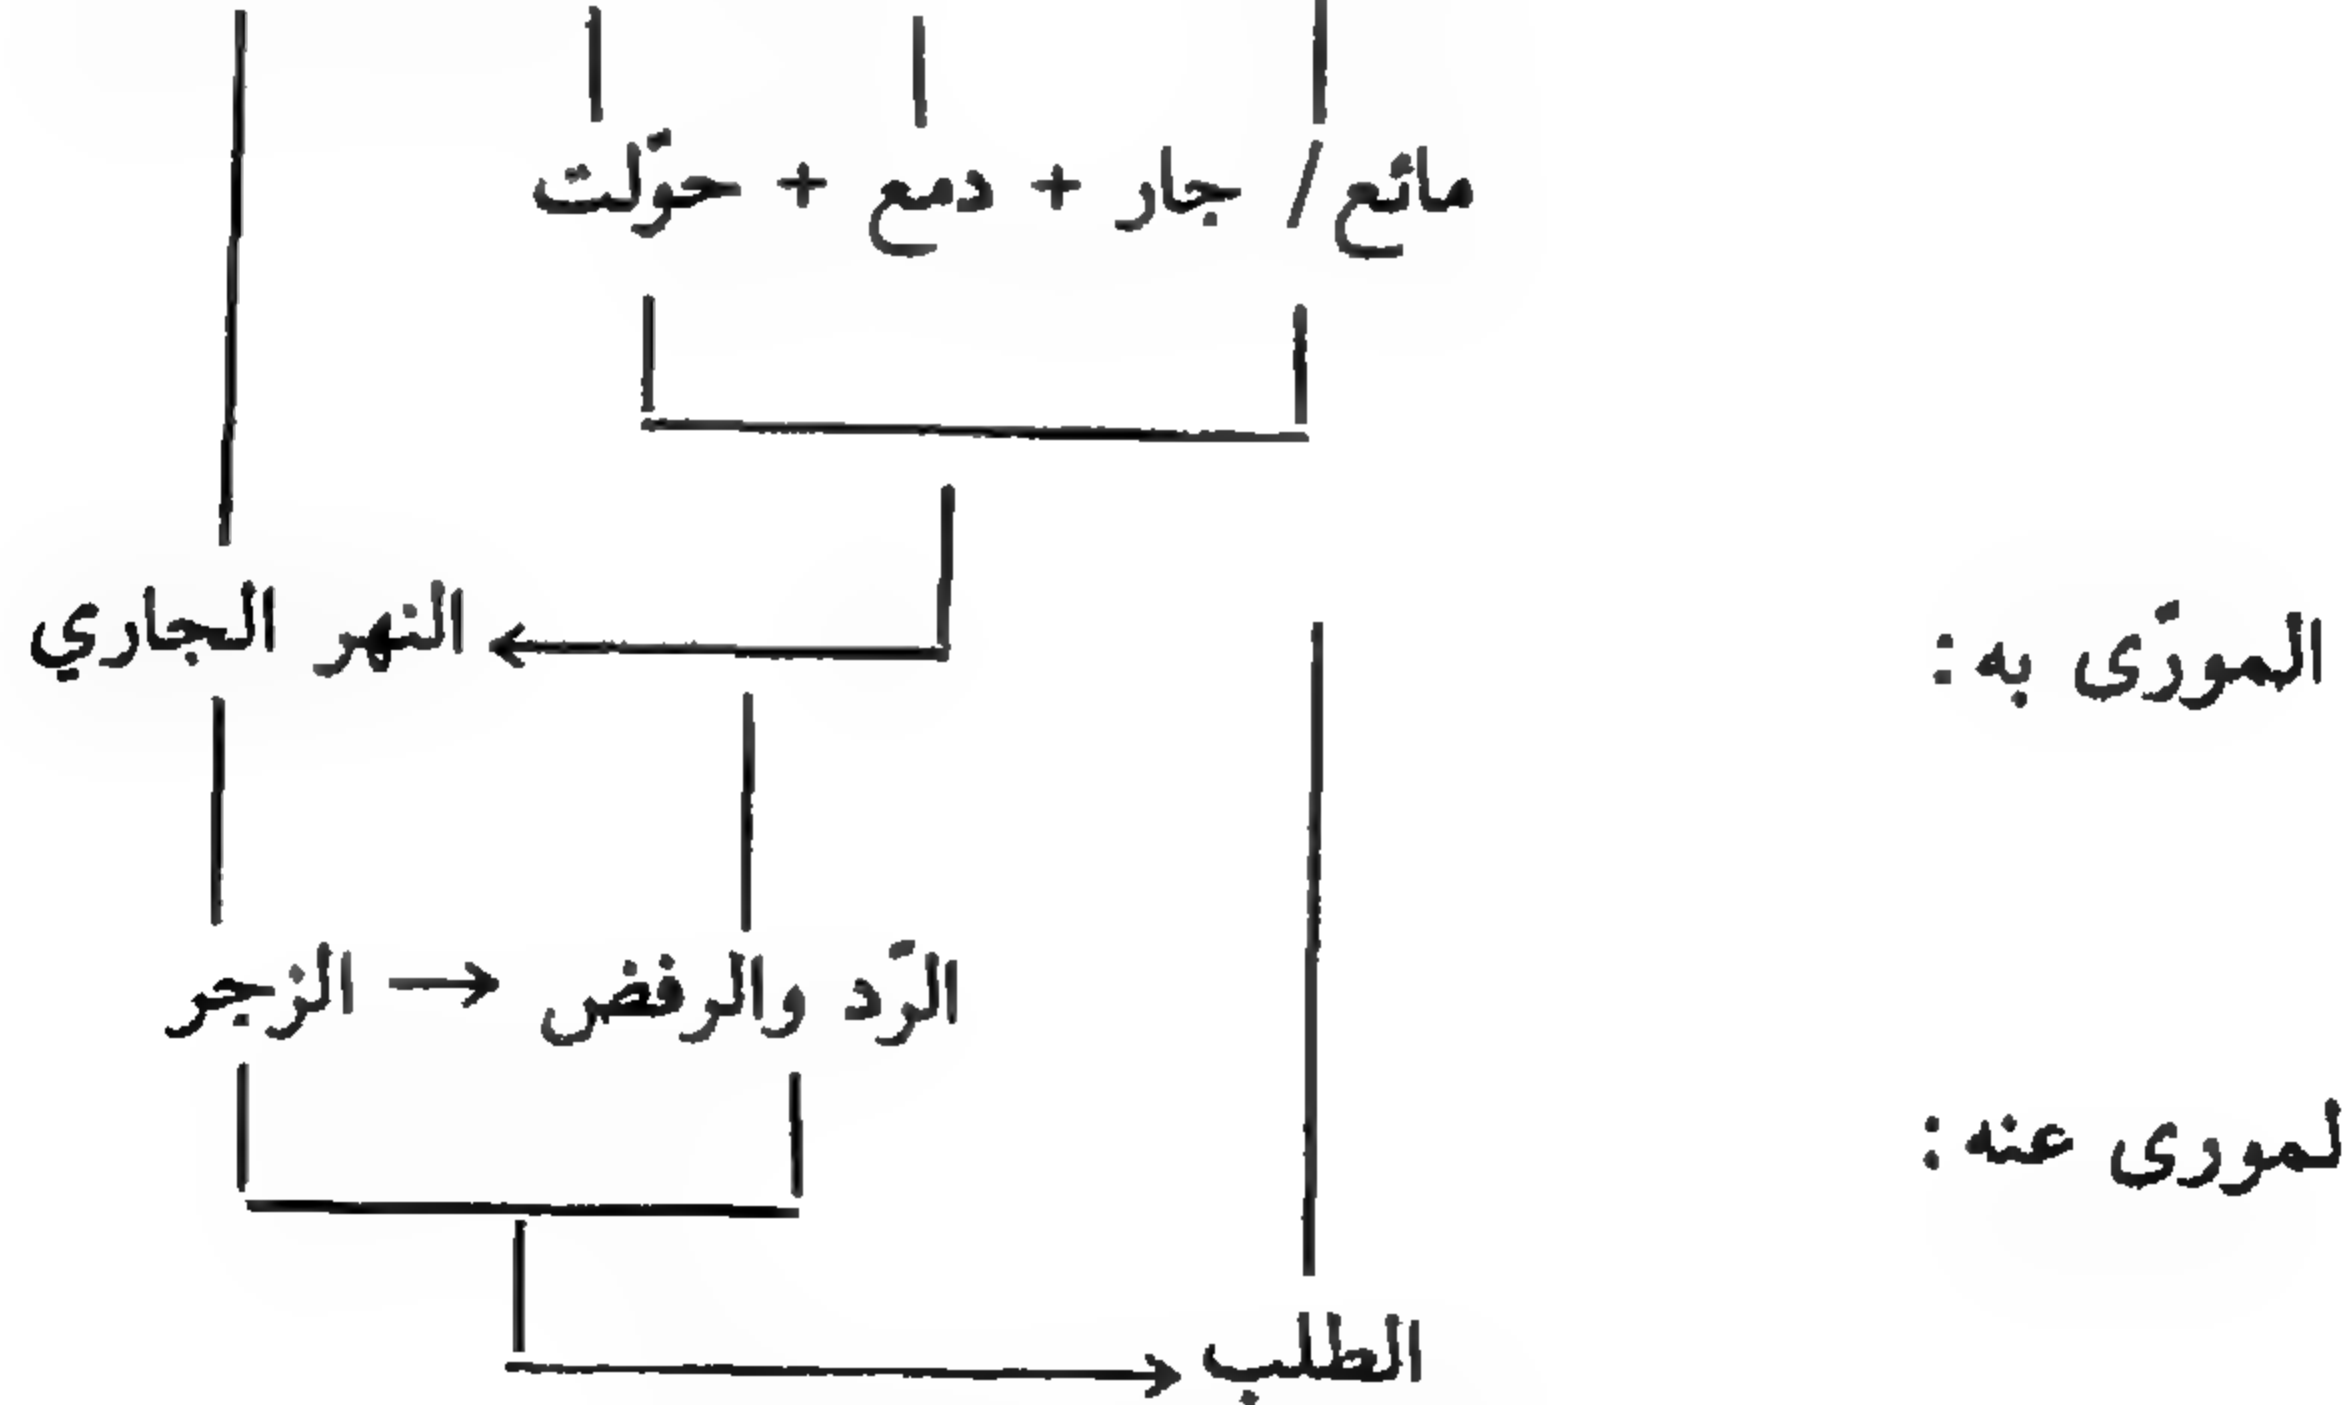 مائع/ جار + دمع + حوّلت
المورّى به: النهر الجاري
الرّد والرفض → الزجر
لمورى عنه:
الطلب